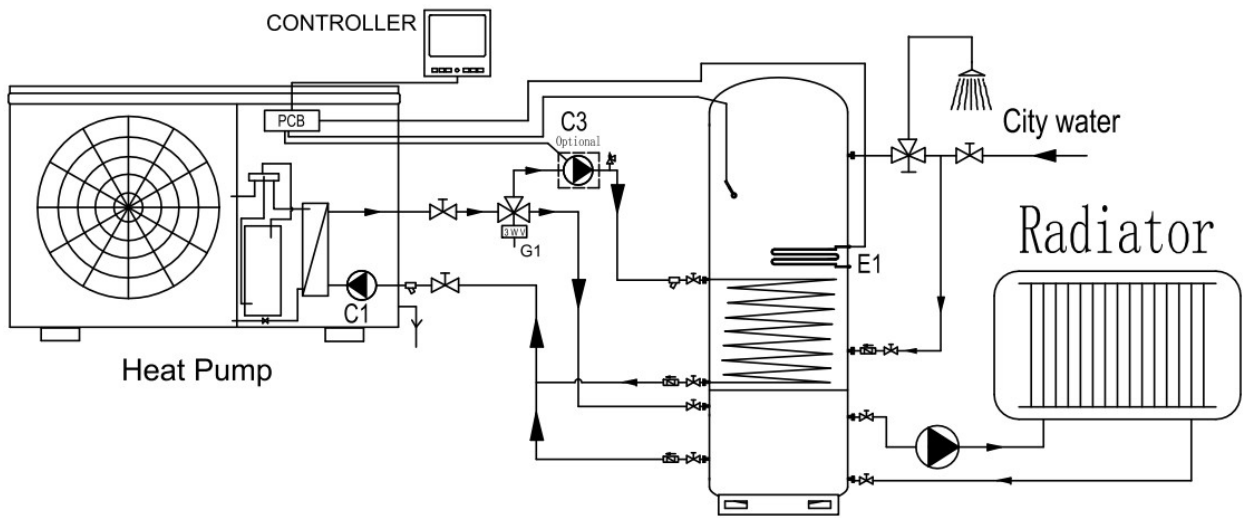 CONTROLLER
PCB
C3
Optional
City water
3WV
G1
Radiator
E1
C1
Heat Pump